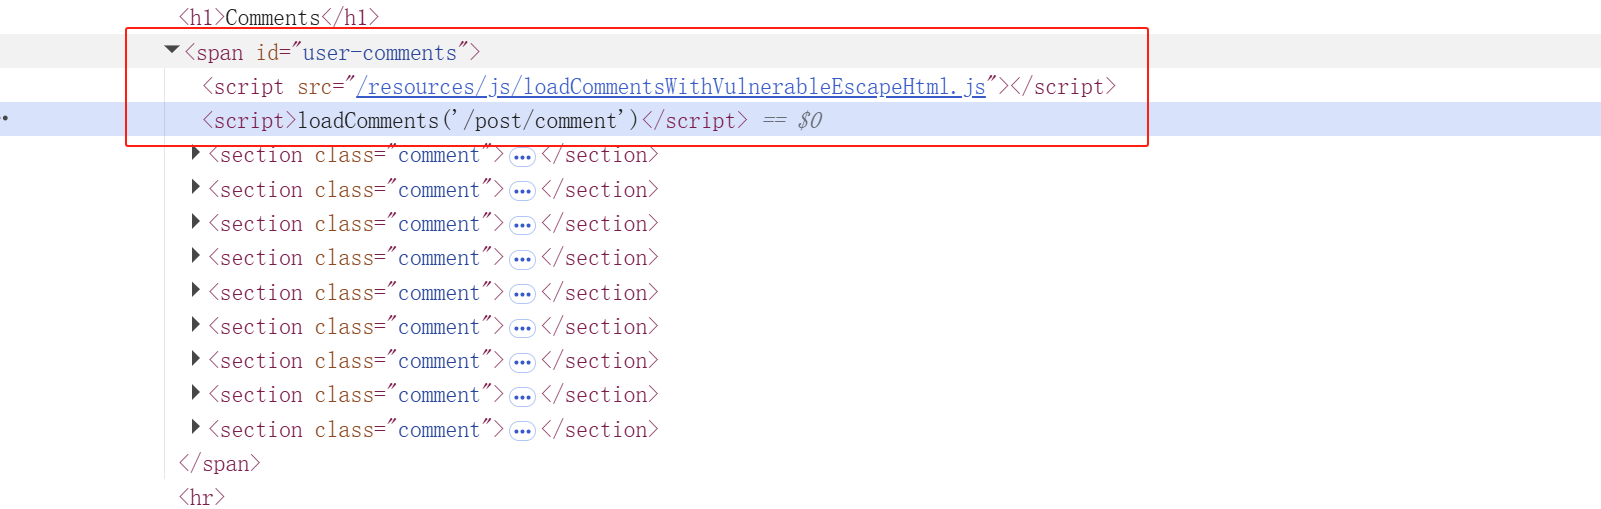 <h1>Comments</h1>
<span id="user-comments">
<script src="/resources/js/loadCommentsWithVulnerableEscapeHtml.js"></script>
<script>loadComments('/post/comment')</script> == $0
<section class="comment">…</section>
<section class="comment">…</section>
<section class="comment">…</section>
<section class="comment">…</section>
<section class="comment">…</section>
<section class="comment">…</section>
<section class="comment">…</section>
<section class="comment">…</section>
<section class="comment">…</section>
</span>
<hr>